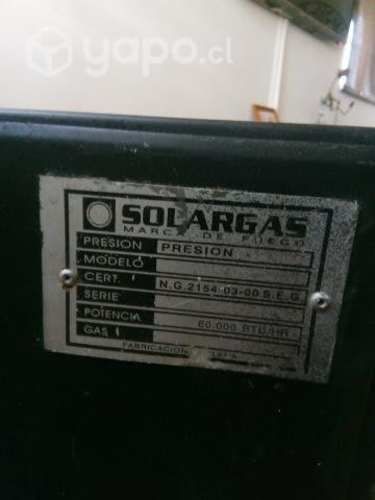 yapo.cl
SOLARGAS
MARCA DE FUEGO
PRESION PRESION
MODELO
CERT. N.G.2154-03-00 S.E.G.
SERIE
POTENCIA 60.000 BTU/HR
GAS
FABRICACION